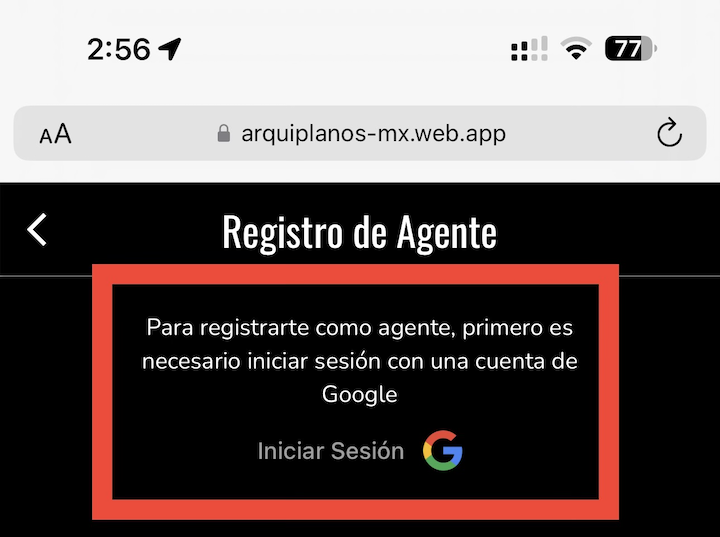 2:56
77
AA
arquiplanos-mx.web.app
Registro de Agente
Para registrarte como agente, primero es
necesario iniciar sesión con una cuenta de
Google
Iniciar Sesión G